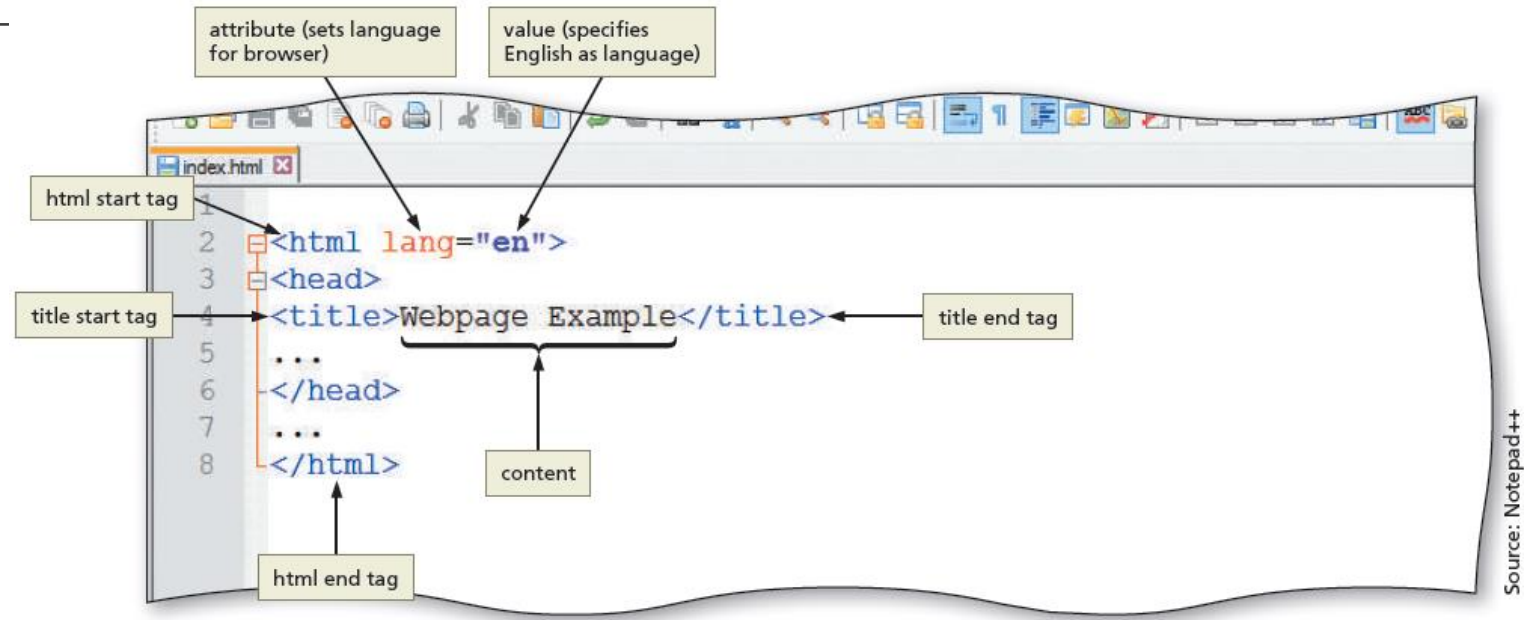 attribute (sets language
for browser)
value (specifies
English as language)
index.html
html start tag
1
2 <html lang="en">
3 <head>
title start tag
4 <title>Webpage Example</title>
title end tag
5 ...
6 </head>
7 ...
8 </html>
content
html end tag
ABC
Source: Notepad++